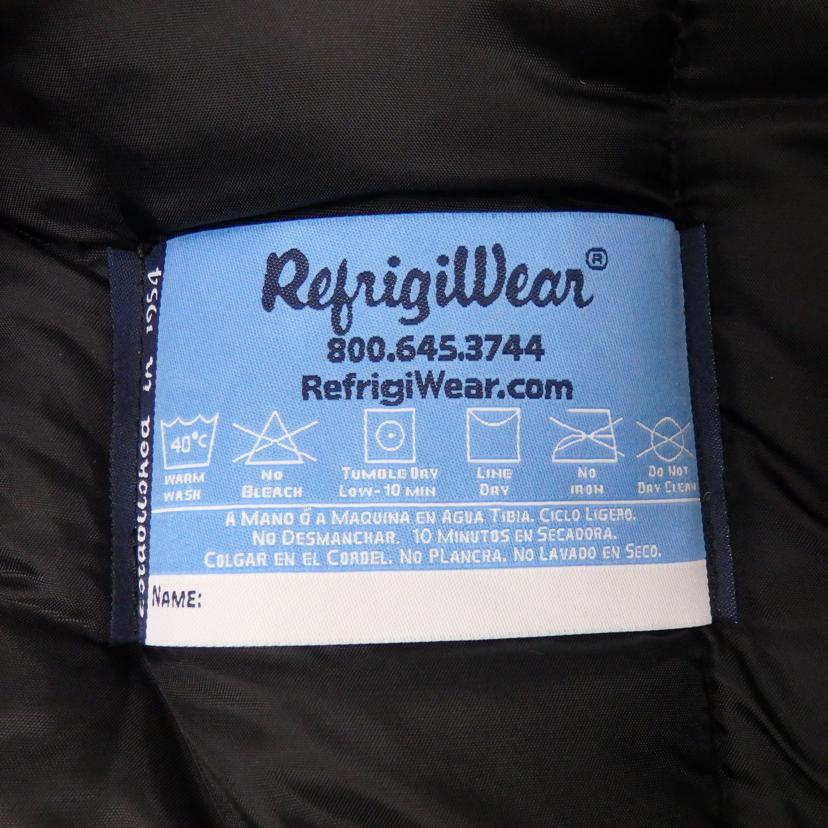 RefrigiWear®
800.645.3744
RefrigiWear.com
40°C
WARM WASH
NO BLEACH
TUMBLE DRY LOW-10 MIN
LINE DRY
NO IRON
DO NOT DRY CLEAN
A MANO Ó A MAQUINA EN AGUA TIBIA. CICLO LIGERO.
NO DESMANCHAR. 10 MINUTOS EN SECADORA.
COLGAR EN EL CORDEL. NO PLANCHA. NO LAVADO EN SECO.
NAME:
Established in 1954